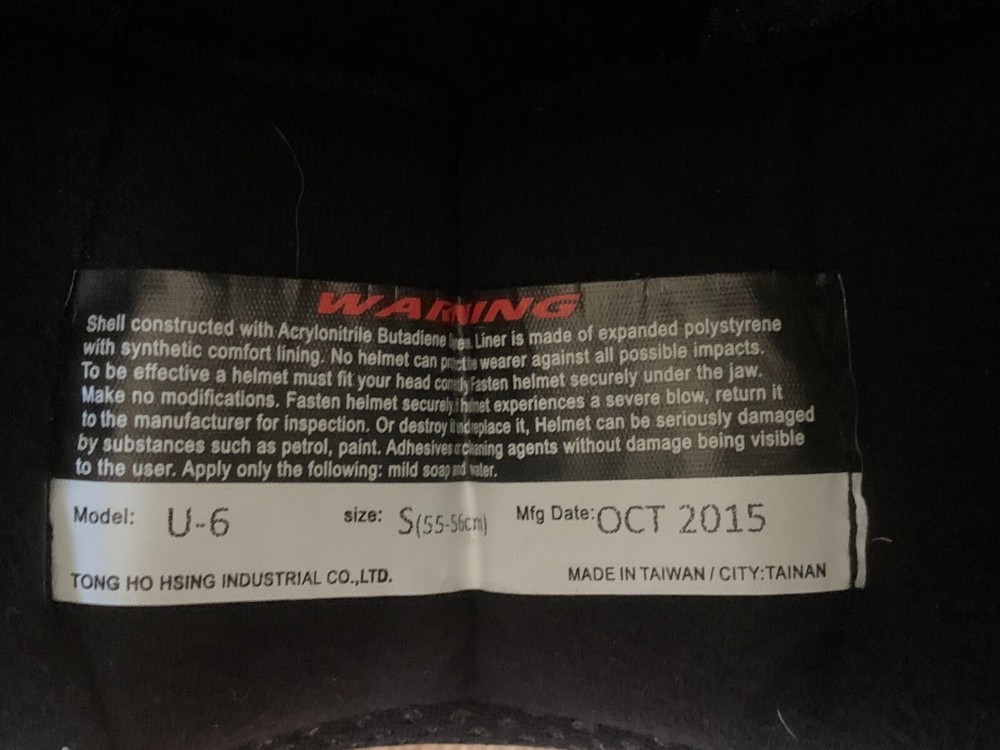 WARNING
Shell constructed with Acrylonitrile Butadiene Liner is made of expanded polystyrene
with synthetic comfort lining. No helmet can wearer against all possible impacts.
To be effective a helmet must fit your head Fasten helmet securely under the jaw.
Make no modifications. Fasten helmet securely. experiences a severe blow, return it
to the manufacturer for inspection. Or destroy replace it, Helmet can be seriously damaged
by substances such as petrol, paint. Adhesives cleaning agents without damage being visible
to the user. Apply only the following: mild soap and water.
Model: U-6 size: S(55-56cm) Mfg Date: OCT 2015
TONG HO HSING INDUSTRIAL CO.,LTD. MADE IN TAIWAN / CITY:TAINAN